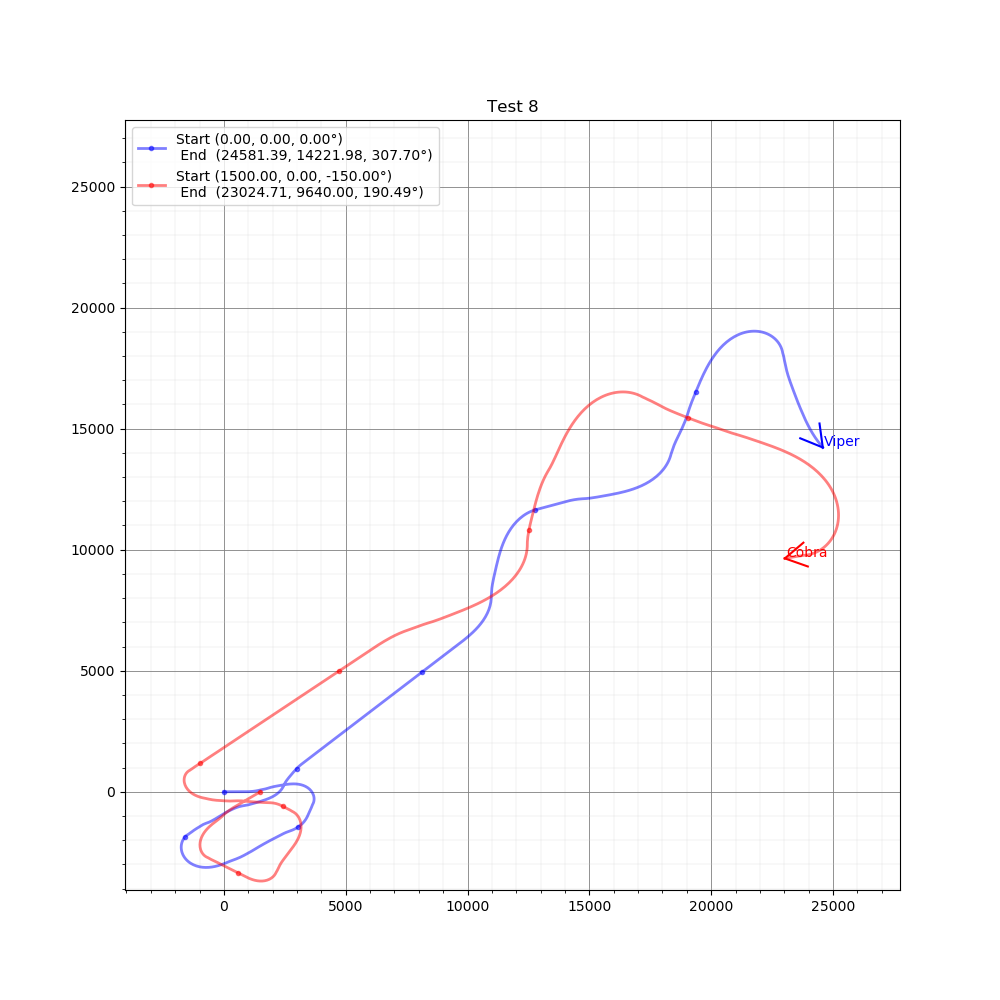 Test 8
Start (0.00, 0.00, 0.00°)
End  (24581.39, 14221.98, 307.70°)
Start (1500.00, 0.00, -150.00°)
End  (23024.71, 9640.00, 190.49°)
25000
20000
15000
10000
5000
0
Viper
Cobra
0 5000 10000 15000 20000 25000